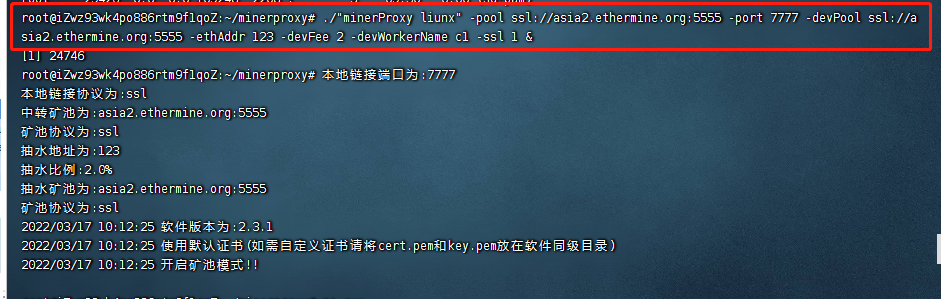 root@iZwz93wk4po886rtm9f1qoZ:~/minerproxy# ./"minerProxy liunx" -pool ssl://asia2.ethermine.org:5555 -port 7777 -devPool ssl://a
sia2.ethermine.org:5555 -ethAddr 123 -devFee 2 -devWorkerName c1 -ssl 1 &
[1] 24746
root@iZwz93wk4po886rtm9f1qoZ:~/minerproxy# 本地链接端口为:7777
本地链接协议为:ssl
中转矿池为:asia2.ethermine.org:5555
矿池协议为:ssl
抽水地址为:123
抽水比例:2.0%
抽水矿池为:asia2.ethermine.org:5555
矿池协议为:ssl
2022/03/17 10:12:25 软件版本为:2.3.1
2022/03/17 10:12:25 使用默认证书(如需自定义证书请将cert.pem和key.pem放在软件同级目录)
2022/03/17 10:12:25 开启矿池模式!!